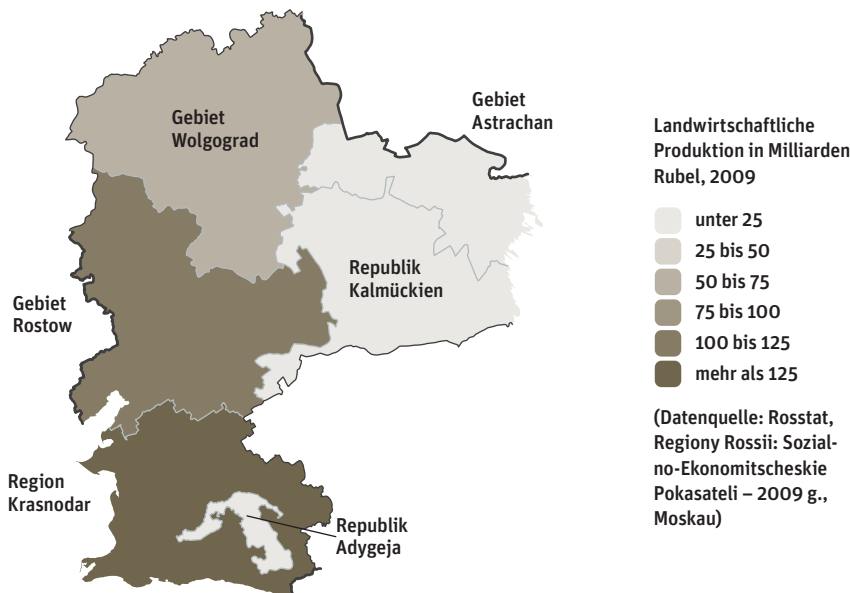 Gebiet
Wolgograd
Gebiet
Astrachan
Republik
Kalmückien
Gebiet
Rostow
Region
Krasnodar
Republik
Adygeja
Landwirtschaftliche
Produktion in Milliarden
Rubel, 2009
unter 25
25 bis 50
50 bis 75
75 bis 100
100 bis 125
mehr als 125
(Datenquelle: Rosstat,
Regiony Rossii: Sozial-
no-Ekonomitscheskie
Pokasateli – 2009 g.,
Moskau)